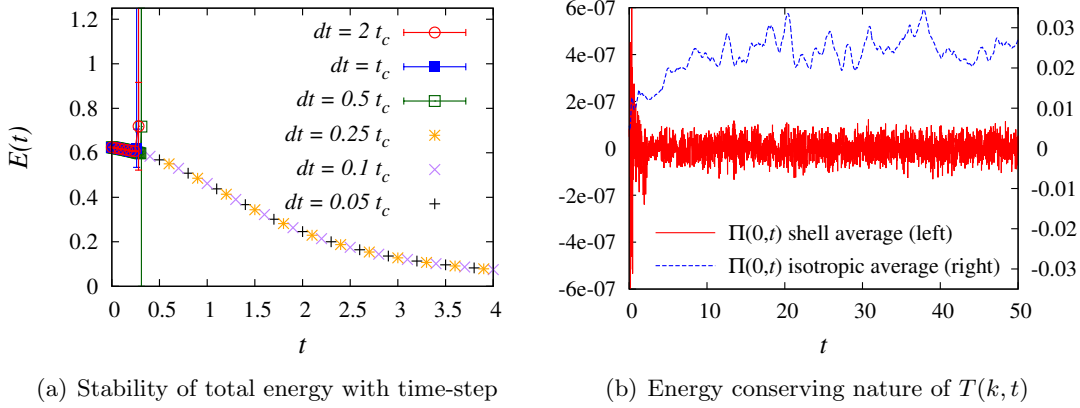 1.2
1
0.8
0.6
0.4
0.2
0
E(t)
dt = 2 t_c
dt = t_c
dt = 0.5 t_c
dt = 0.25 t_c
dt = 0.1 t_c
dt = 0.05 t_c
0 0.5 1 1.5 2 2.5 3 3.5 4
t
(a) Stability of total energy with time-step
6e-07
4e-07
2e-07
0
-2e-07
-4e-07
-6e-07
0.03
0.02
0.01
0
-0.01
-0.02
-0.03
Π(0,t) shell average (left)
Π(0,t) isotropic average (right)
0 10 20 30 40 50
t
(b) Energy conserving nature of T(k, t)